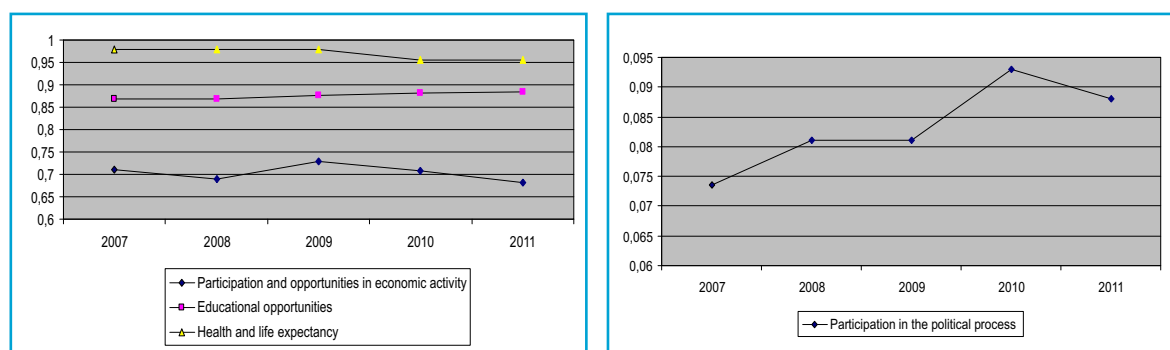 1
0,95
0,9
0,85
0,8
0,75
0,7
0,65
0,6
2007 2008 2009 2010 2011
Participation and opportunities in economic activity
Educational opportunities
Health and life expectancy
0,095
0,09
0,085
0,08
0,075
0,07
0,065
0,06
2007 2008 2009 2010 2011
Participation in the political process